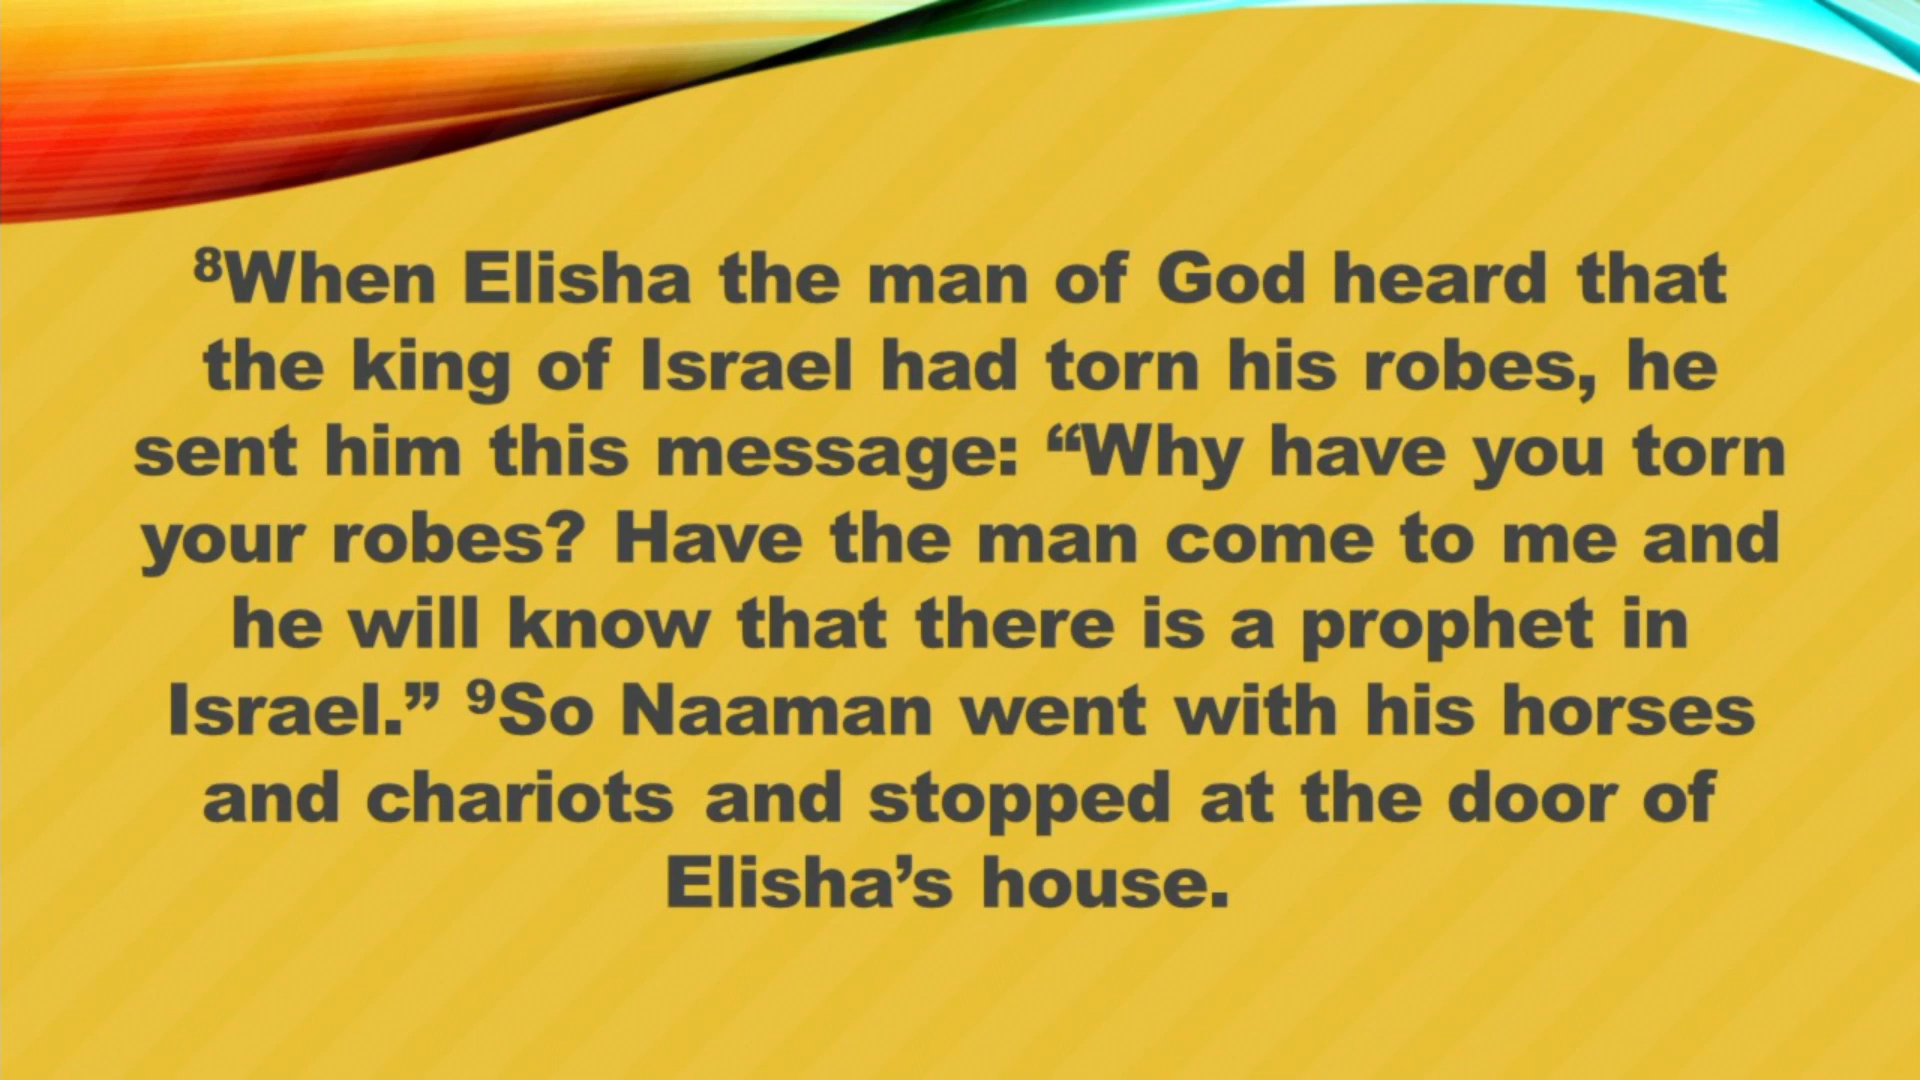 ⁸When Elisha the man of God heard that
the king of Israel had torn his robes, he
sent him this message: “Why have you torn
your robes? Have the man come to me and
he will know that there is a prophet in
Israel.” ⁹So Naaman went with his horses
and chariots and stopped at the door of
Elisha’s house.